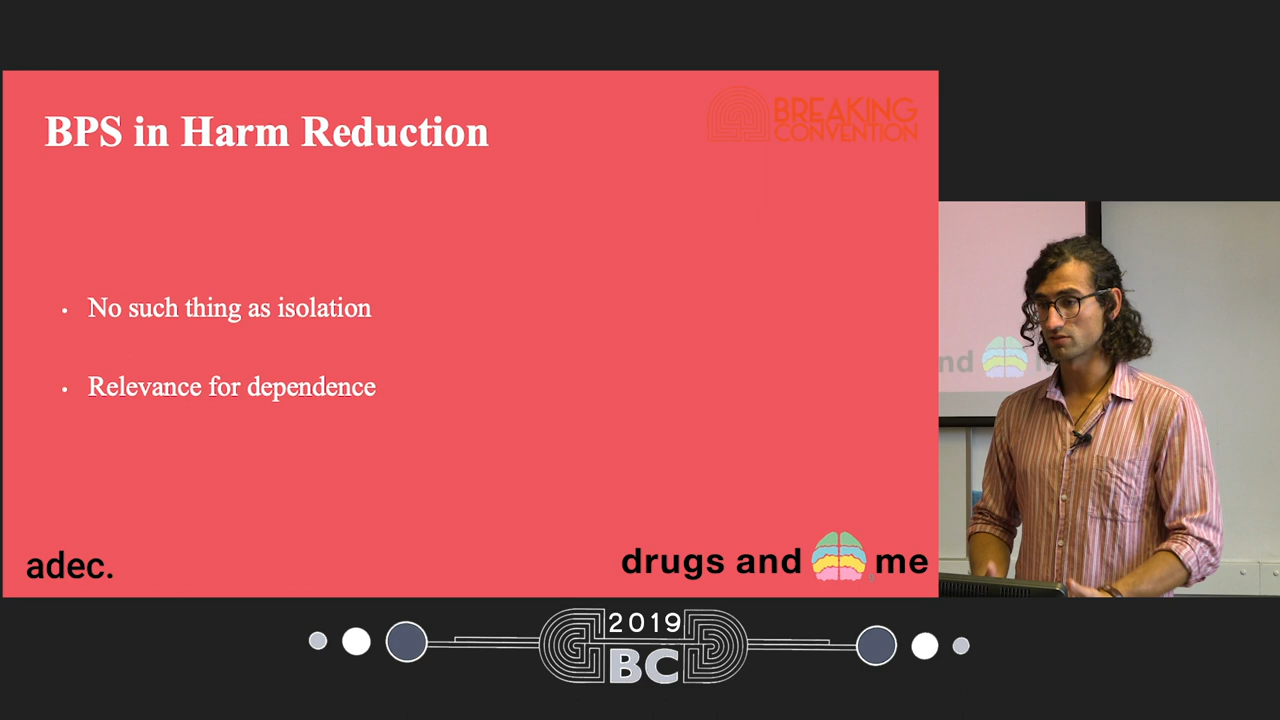 BPS in Harm Reduction
BREAKING
CONVENTION
• No such thing as isolation
• Relevance for dependence
adec.
drugs and me
nd
2019
BC